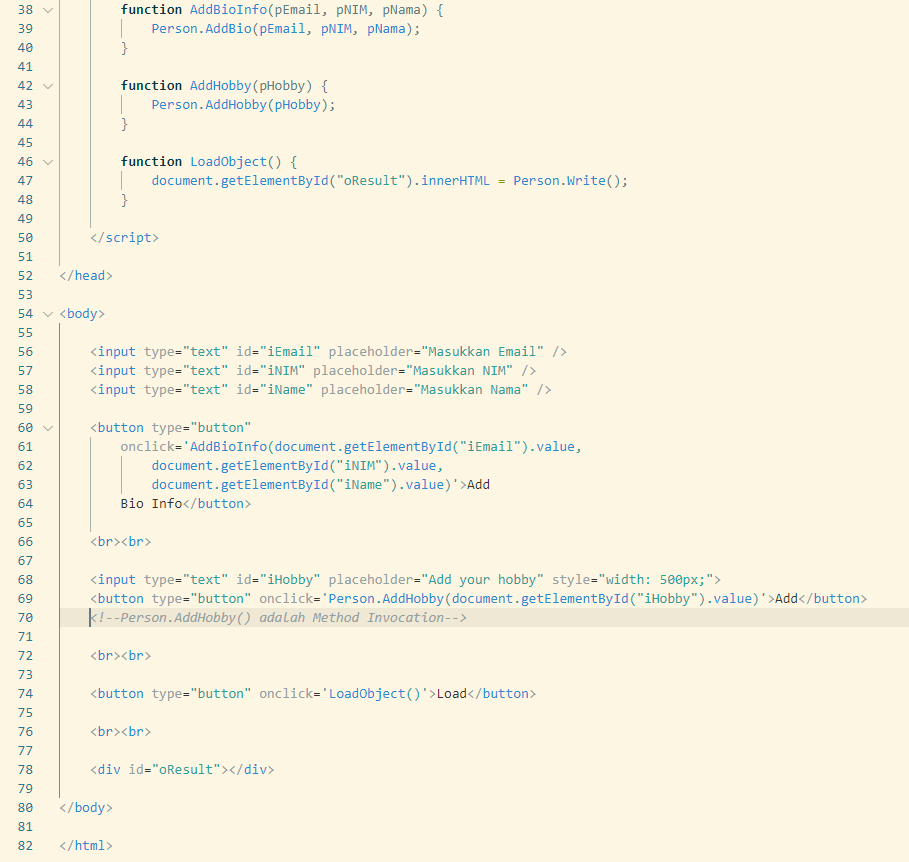 38 function AddBioInfo(pEmail, pNIM, pNama) {
39 Person.AddBio(pEmail, pNIM, pNama);
40 }
41
42 function AddHobby(pHobby) {
43 Person.AddHobby(pHobby);
44 }
45
46 function LoadObject() {
47 document.getElementById("oResult").innerHTML = Person.Write();
48 }
49
50 </script>
51
52 </head>
53
54 <body>
55
56 <input type="text" id="iEmail" placeholder="Masukkan Email" />
57 <input type="text" id="iNIM" placeholder="Masukkan NIM" />
58 <input type="text" id="iName" placeholder="Masukkan Nama" />
59
60 <button type="button"
61 onclick='AddBioInfo(document.getElementById("iEmail").value,
62 document.getElementById("iNIM").value,
63 document.getElementById("iName").value)'>Add
64 Bio Info</button>
65
66 <br><br>
67
68 <input type="text" id="iHobby" placeholder="Add your hobby" style="width: 500px;">
69 <button type="button" onclick='Person.AddHobby(document.getElementById("iHobby").value)'>Add</button>
70 <!--Person.AddHobby() adalah Method Invocation-->
71
72 <br><br>
73
74 <button type="button" onclick='LoadObject()'>Load</button>
75
76 <br><br>
77
78 <div id="oResult"></div>
79
80 </body>
81
82 </html>